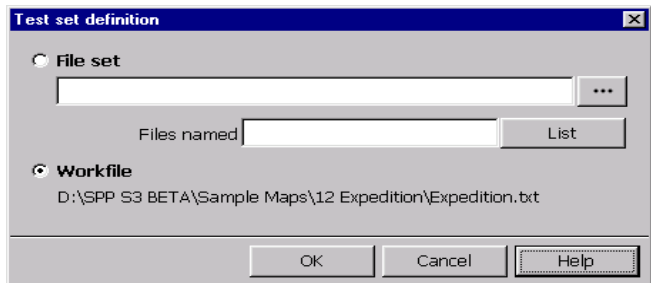 Test set definition
File set
...
Files named List
Workfile
D:\SPP S3 BETA\Sample Maps\12 Expedition\Expedition.txt
OK Cancel Help